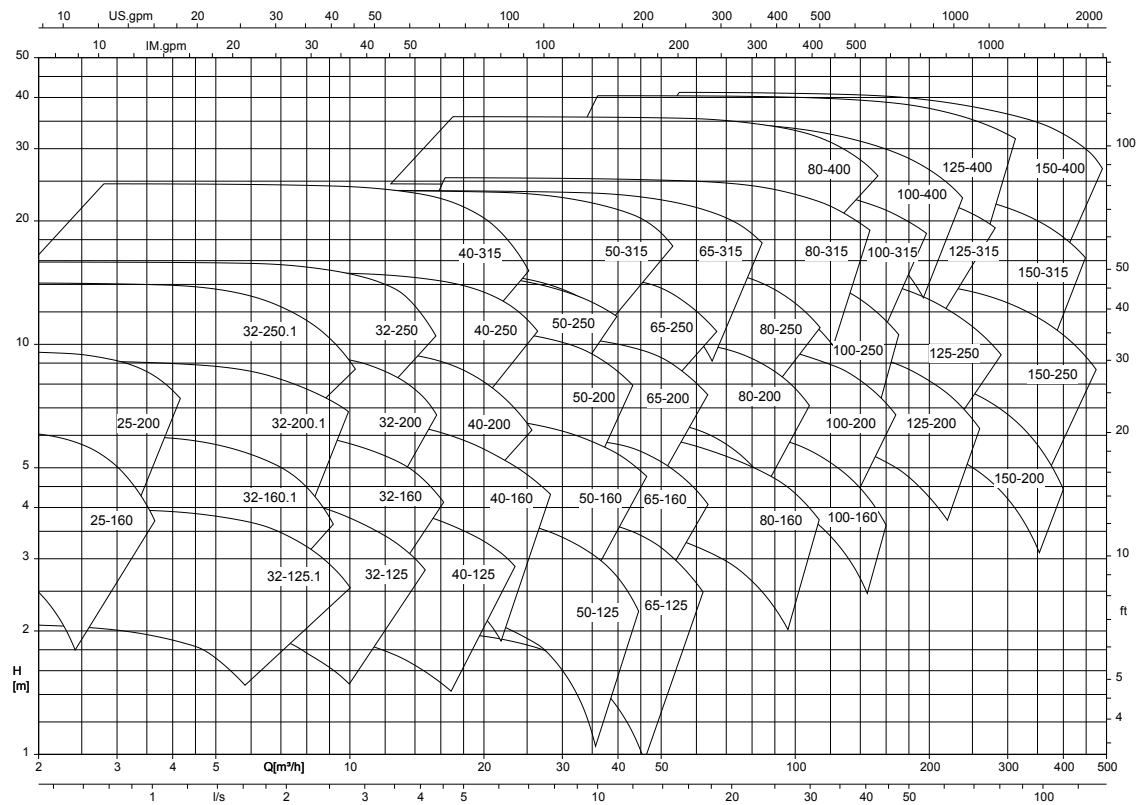 10 US.gpm 20 30 40 50 100 200 300 400 500 1000 2000
10 IM.gpm 20 30 40 50 100 200 300 400 500 1000
50
40
30 100
80-400 125-400 150-400
100-400
20
40-315 50-315 65-315 80-315 100-315 125-315
150-315 50
40
32-250.1 32-250 40-250 50-250 65-250 80-250
10 100-250 125-250 30
150-250
25-200 32-200.1 32-200 40-200 50-200 65-200 80-200 100-200 125-200 20
5
32-160.1 32-160 40-160 50-160 65-160 150-200
4
25-160 80-160 100-160
3 10
32-125.1 32-125 40-125
50-125 65-125 ft
2
H
[m] 5
4
1
2 3 4 5 Q[m³/h] 10 20 30 40 50 100 200 300 400 500
1 l/s 2 3 4 5 10 20 30 40 50 100